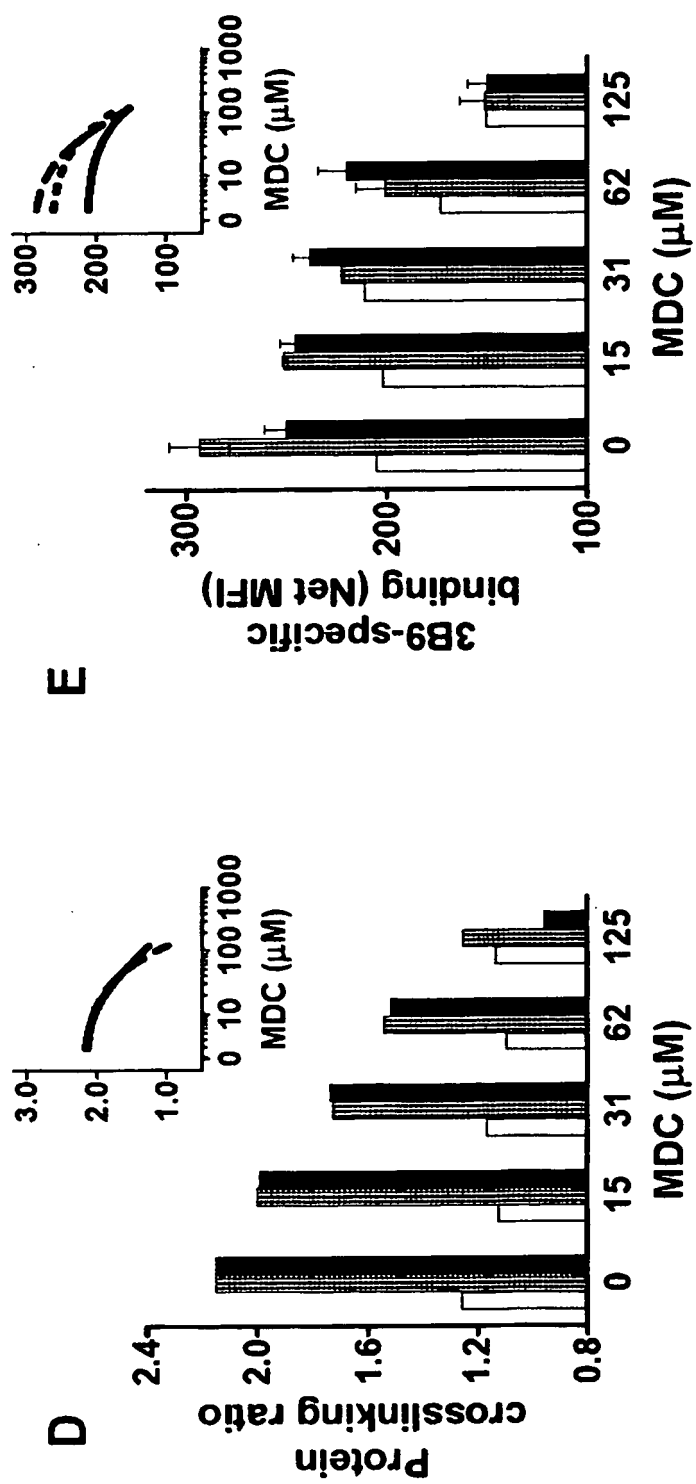 D
Protein
crosslinking ratio
2.4
2.0
1.6
1.2
0.8
0 15 31 62 125
MDC (μM)
3.0
2.0
1.0
0 10 100 1000
MDC (μM)
E
3B9-specific
binding (Net MFI)
300
200
100
0 15 31 62 125
MDC (μM)
300
200
100
0 10 100 1000
MDC (μM)